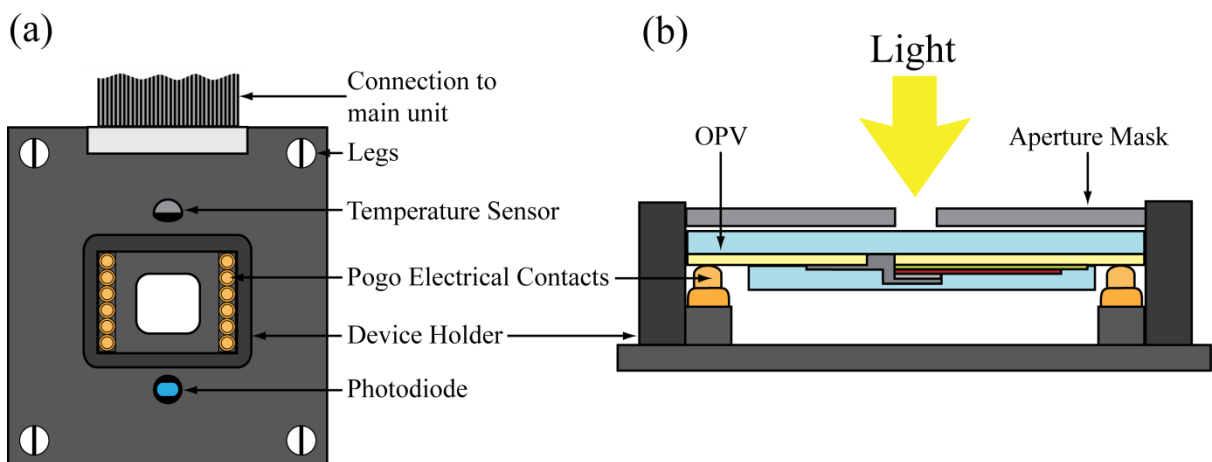 (a)
Connection to
main unit
Legs
Temperature Sensor
Pogo Electrical Contacts
Device Holder
Photodiode
(b)
Light
OPV
Aperture Mask